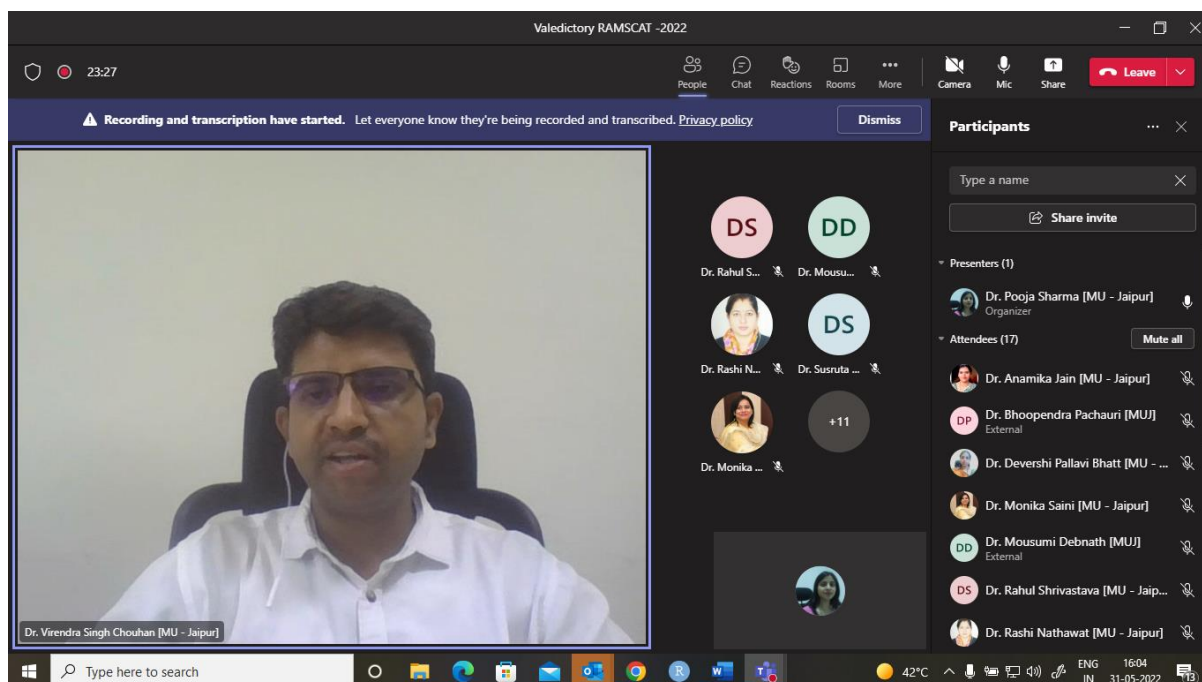 Valedictory RAMSCAT -2022
23:27
People
Chat
Reactions
Rooms
More
Camera
Mic
Share
Leave
Recording and transcription have started. Let everyone know they're being recorded and transcribed. Privacy policy
Dismiss
Dr. Virendra Singh Chouhan [MU - Jaipur]
DS
DD
Dr. Rahul S...
Dr. Mousu...
DS
Dr. Rashi N...
Dr. Susruta ...
+11
Dr. Monika ...
Participants
Type a name
Share invite
Presenters (1)
Dr. Pooja Sharma [MU - Jaipur]
Organizer
Attendees (17)
Mute all
Dr. Anamika Jain [MU - Jaipur]
DP
Dr. Bhoopendra Pachauri [MUJ]
External
Dr. Devershi Pallavi Bhatt [MU - ...
Dr. Monika Saini [MU - Jaipur]
DD
Dr. Mousumi Debnath [MUJ]
External
DS
Dr. Rahul Shrivastava [MU - Jaip...
Dr. Rashi Nathawat [MU - Jaipur]
Type here to search
R
W
42°C
ENG
IN
16:04
31-05-2022
13